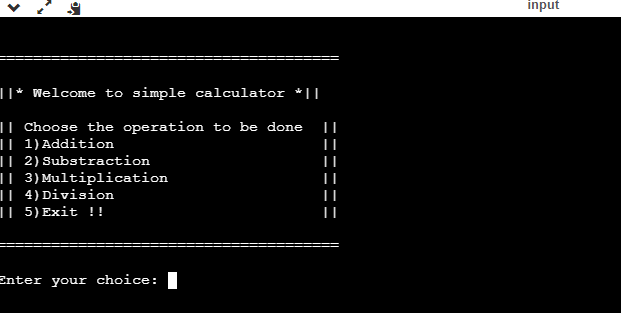 input
======================================
||* Welcome to simple calculator *||
|| Choose the operation to be done  ||
|| 1)Addition                       ||
|| 2)Substraction                   ||
|| 3)Multiplication                 ||
|| 4)Division                       ||
|| 5)Exit !!                        ||
======================================
Enter your choice: